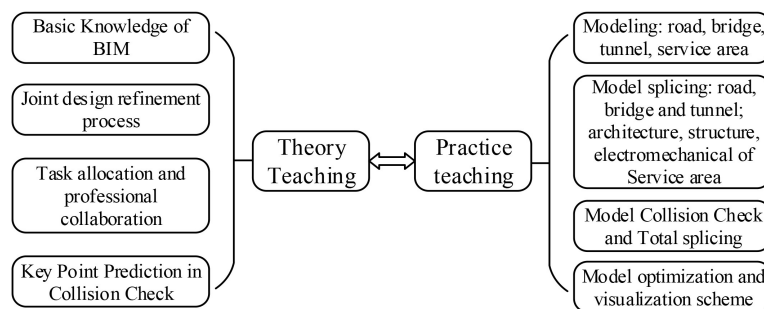 Basic Knowledge of
BIM
Joint design refinement
process
Task allocation and
professional
collaboration
Key Point Prediction in
Collision Check
Theory
Teaching
Practice
teaching
Modeling: road, bridge,
tunnel, service area
Model splicing: road,
bridge and tunnel;
architecture, structure,
electromechanical of
Service area
Model Collision Check
and Total splicing
Model optimization and
visualization scheme